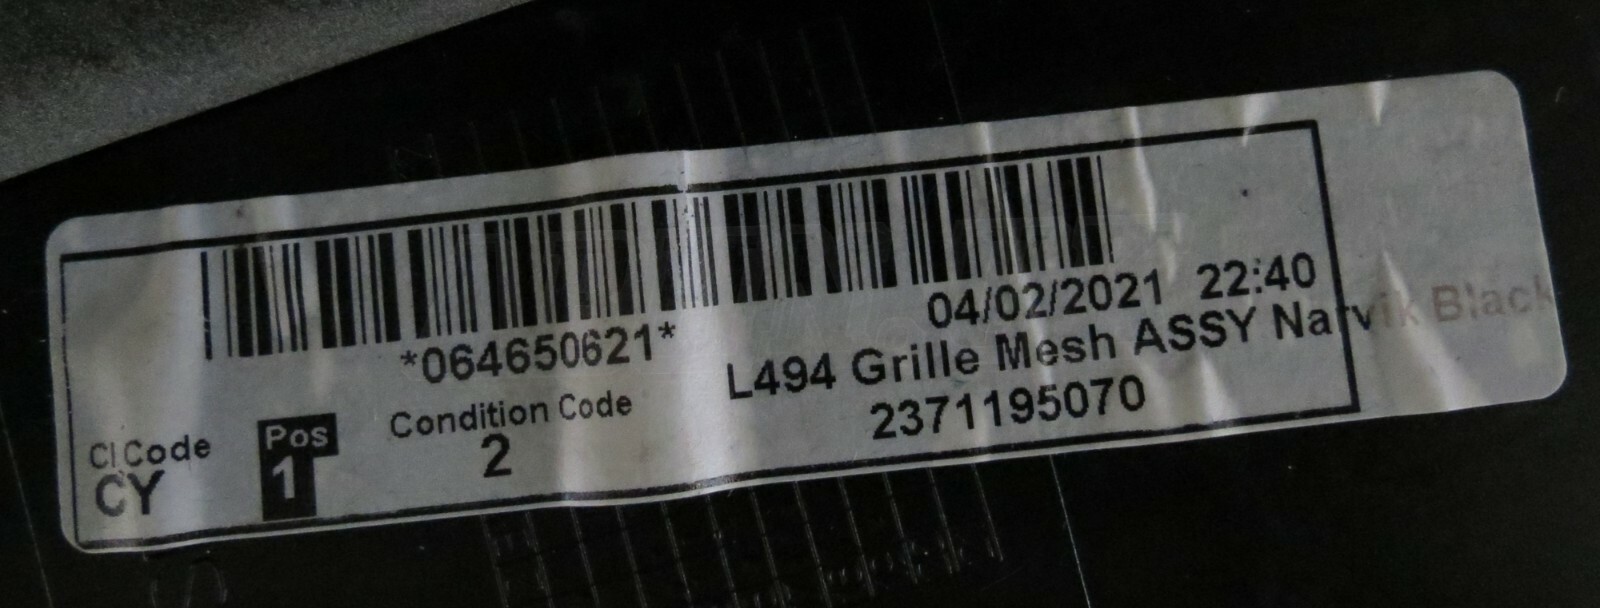 *064650621*
04/02/2021 22:40
L494 Grille Mesh ASSY Narvik Black
2371195070
Condition Code
2
Pos
1
CI Code
CY